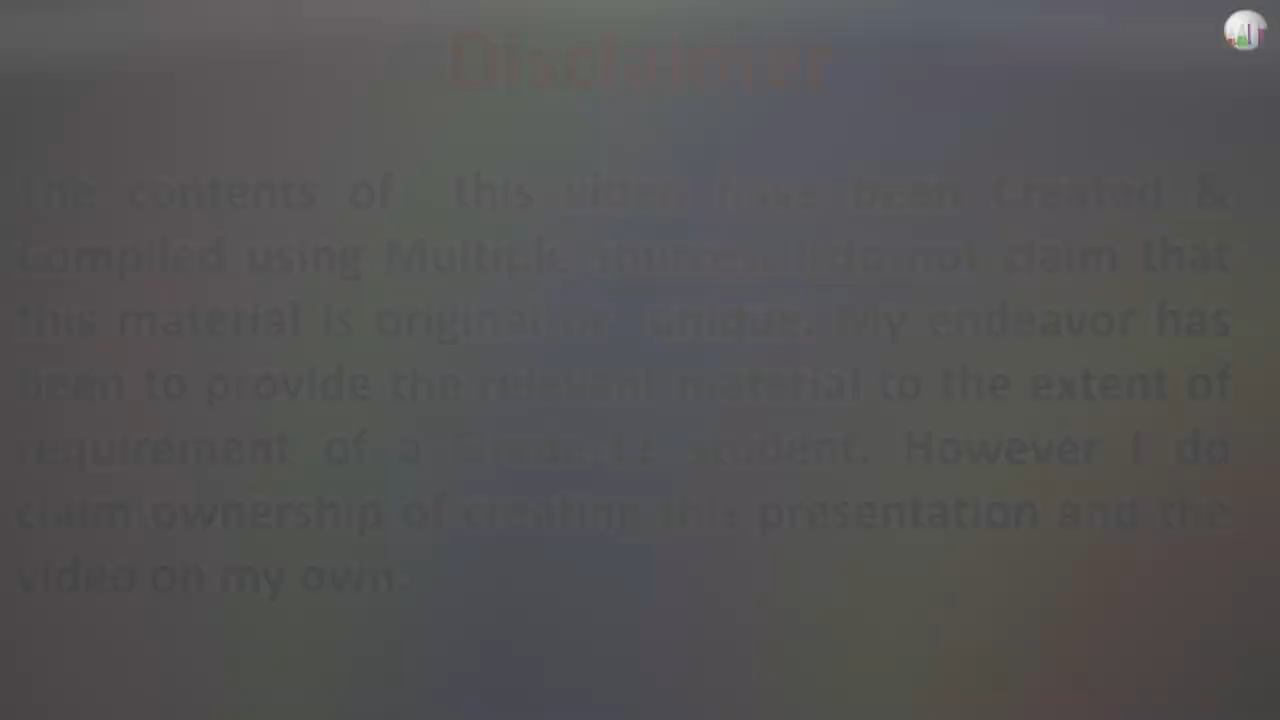 Disclaimer
The contents of this video have been Created &
Compiled using Multiple sources. I do not claim that
this material is original or unique. My endeavor has
been to provide the relevant material to the extent of
requirement of a Grade 11 student. However I do
claim ownership of creating this presentation and the
video on my own.